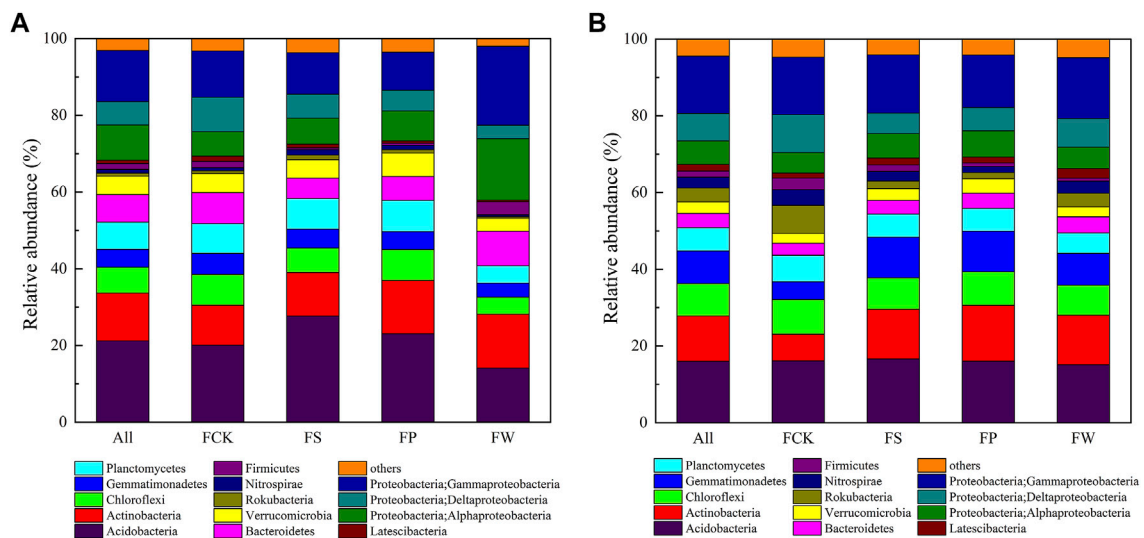 A
Relative abundance (%)
100
80
60
40
20
0
All FCK FS FP FW
Planctomycetes Firmicutes others
Gemmatimonadetes Nitrospirae Proteobacteria;Gammaproteobacteria
Chloroflexi Rokubacteria Proteobacteria;Deltaproteobacteria
Actinobacteria Verrucomicrobia Proteobacteria;Alphaproteobacteria
Acidobacteria Bacteroidetes Latescibacteria
B
Relative abundance (%)
100
80
60
40
20
0
All FCK FS FP FW
Planctomycetes Firmicutes others
Gemmatimonadetes Nitrospirae Proteobacteria;Gammaproteobacteria
Chloroflexi Rokubacteria Proteobacteria;Deltaproteobacteria
Actinobacteria Verrucomicrobia Proteobacteria;Alphaproteobacteria
Acidobacteria Bacteroidetes Latescibacteria